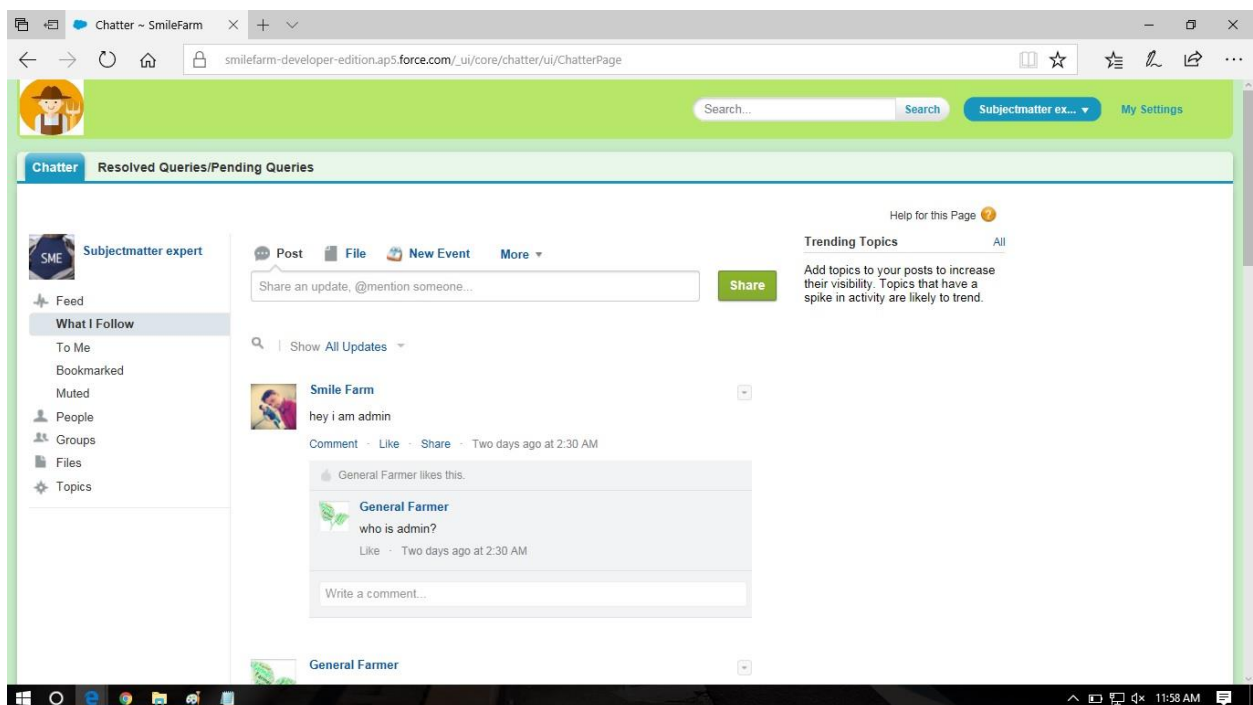 Chatter ~ SmileFarm
smilefarm-developer-edition.ap5.force.com/_ui/core/chatter/ui/ChatterPage
Search... Search Subjectmatter ex... My Settings
Chatter Resolved Queries/Pending Queries
Help for this Page
SME
Subjectmatter expert
Feed
What I Follow
To Me
Bookmarked
Muted
People
Groups
Files
Topics
Post File New Event More
Share an update, @mention someone... Share
Show All Updates
Smile Farm
hey i am admin
Comment · Like · Share · Two days ago at 2:30 AM
General Farmer likes this.
General Farmer
who is admin?
Like · Two days ago at 2:30 AM
Write a comment...
General Farmer
Trending Topics All
Add topics to your posts to increase
their visibility. Topics that have a
spike in activity are likely to trend.
11:58 AM